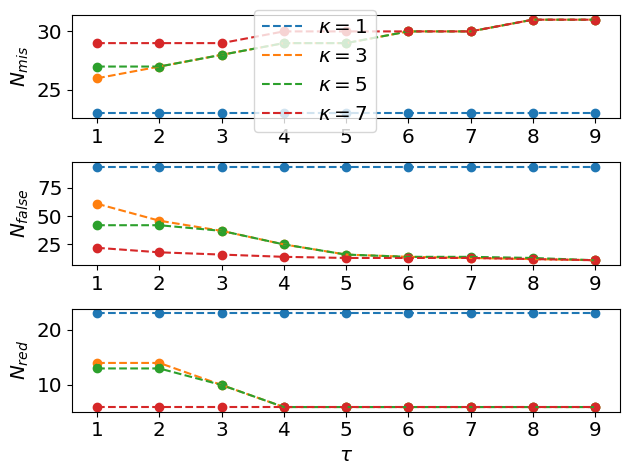 30
25
N_mis
κ = 1
κ = 3
κ = 5
κ = 7
1 2 3 4 5 6 7 8 9
75
50
25
N_false
1 2 3 4 5 6 7 8 9
20
10
N_red
1 2 3 4 5 6 7 8 9
τ